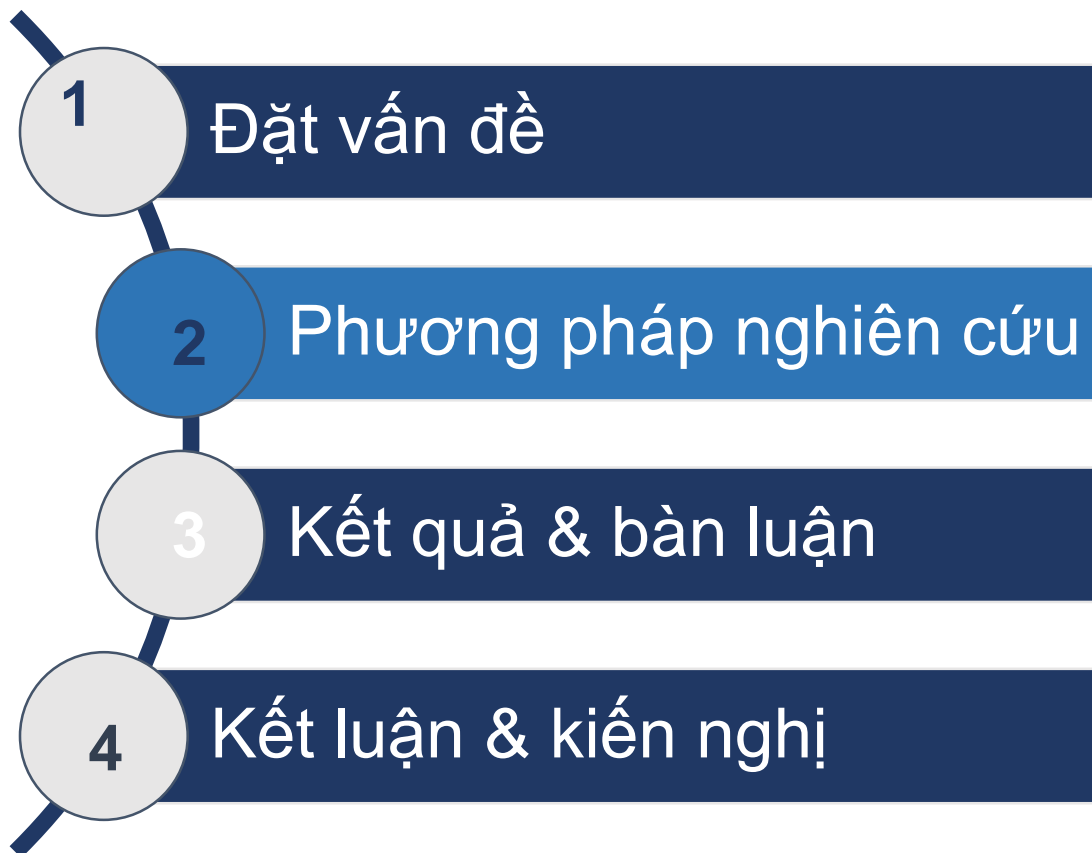 1
Đặt vấn đề
2
Phương pháp nghiên cứu
3
Kết quả & bàn luận
4
Kết luận & kiến nghị